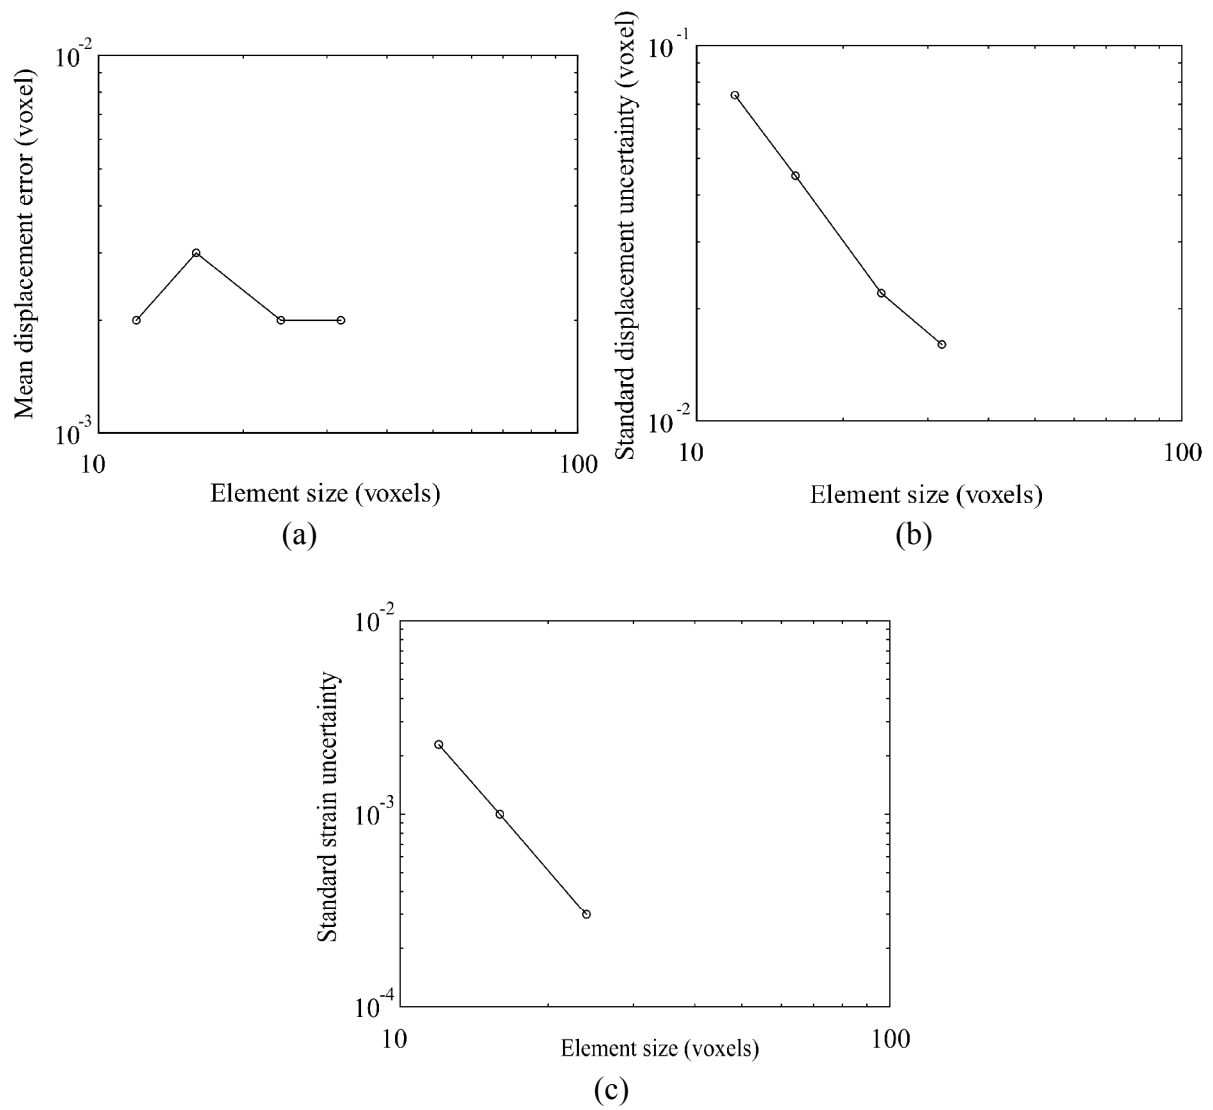 10^-2
Mean displacement error (voxel)
10^-3
10
100
Element size (voxels)
(a)
10^-1
Standard displacement uncertainty (voxel)
10^-2
10
100
Element size (voxels)
(b)
10^-2
Standard strain uncertainty
10^-3
10^-4
10
100
Element size (voxels)
(c)